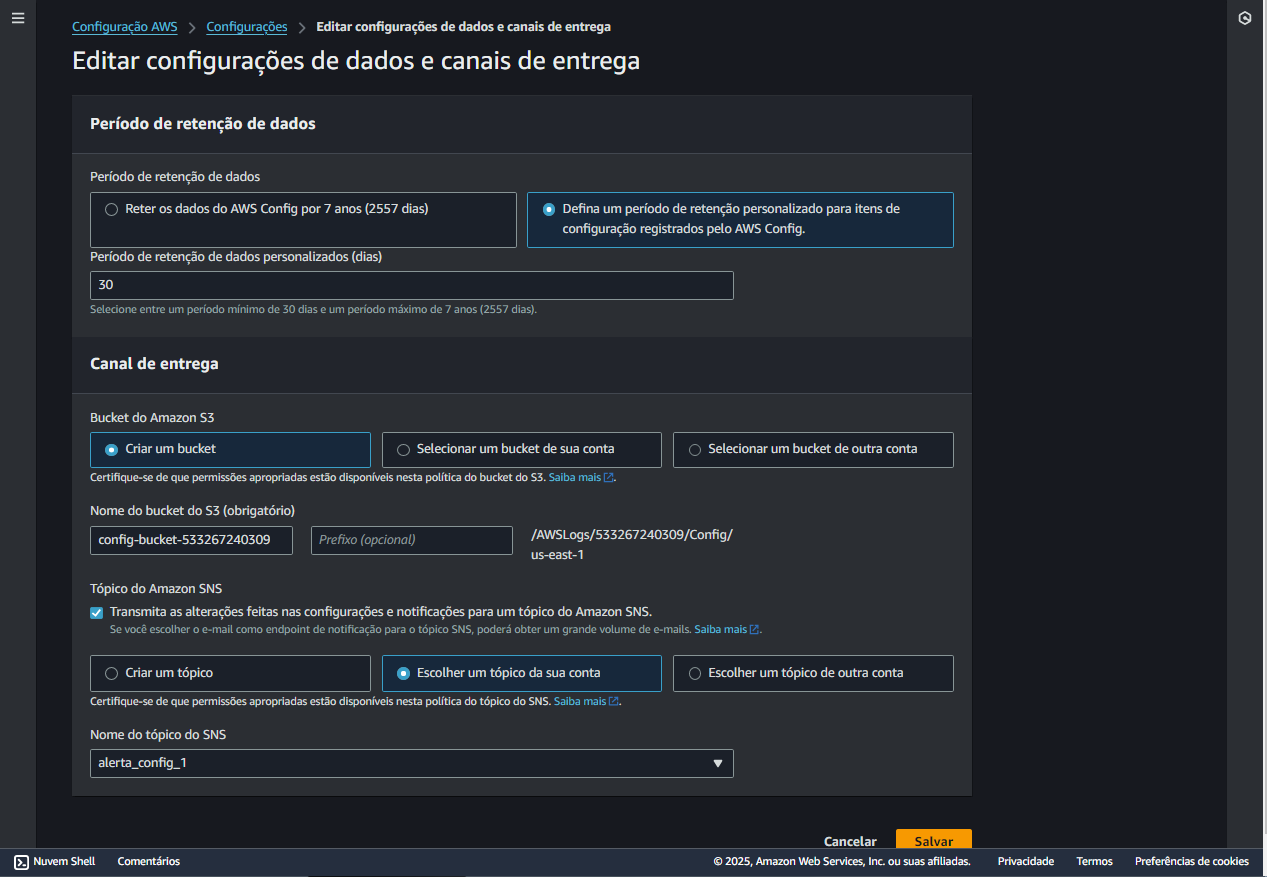 Configuração AWS > Configurações > Editar configurações de dados e canais de entrega
Editar configurações de dados e canais de entrega
Período de retenção de dados
Período de retenção de dados
Reter os dados do AWS Config por 7 anos (2557 dias)
Defina um período de retenção personalizado para itens de
configuração registrados pelo AWS Config.
Período de retenção de dados personalizados (dias)
30
Selecione entre um período mínimo de 30 dias e um período máximo de 7 anos (2557 dias).
Canal de entrega
Bucket do Amazon S3
Criar um bucket
Selecionar um bucket de sua conta
Selecionar um bucket de outra conta
Certifique-se de que permissões apropriadas estão disponíveis nesta política do bucket do S3. Saiba mais.
Nome do bucket do S3 (obrigatório)
config-bucket-533267240309
Prefixo (opcional)
/AWSLogs/533267240309/Config/
us-east-1
Tópico do Amazon SNS
Transmita as alterações feitas nas configurações e notificações para um tópico do Amazon SNS.
Se você escolher o e-mail como endpoint de notificação para o tópico SNS, poderá obter um grande volume de e-mails. Saiba mais.
Criar um tópico
Escolher um tópico da sua conta
Escolher um tópico de outra conta
Certifique-se de que permissões apropriadas estão disponíveis nesta política do tópico do SNS. Saiba mais.
Nome do tópico do SNS
alerta_config_1
Cancelar
Salvar
Nuvem Shell
Comentários
© 2025, Amazon Web Services, Inc. ou suas afiliadas.
Privacidade
Termos
Preferências de cookies